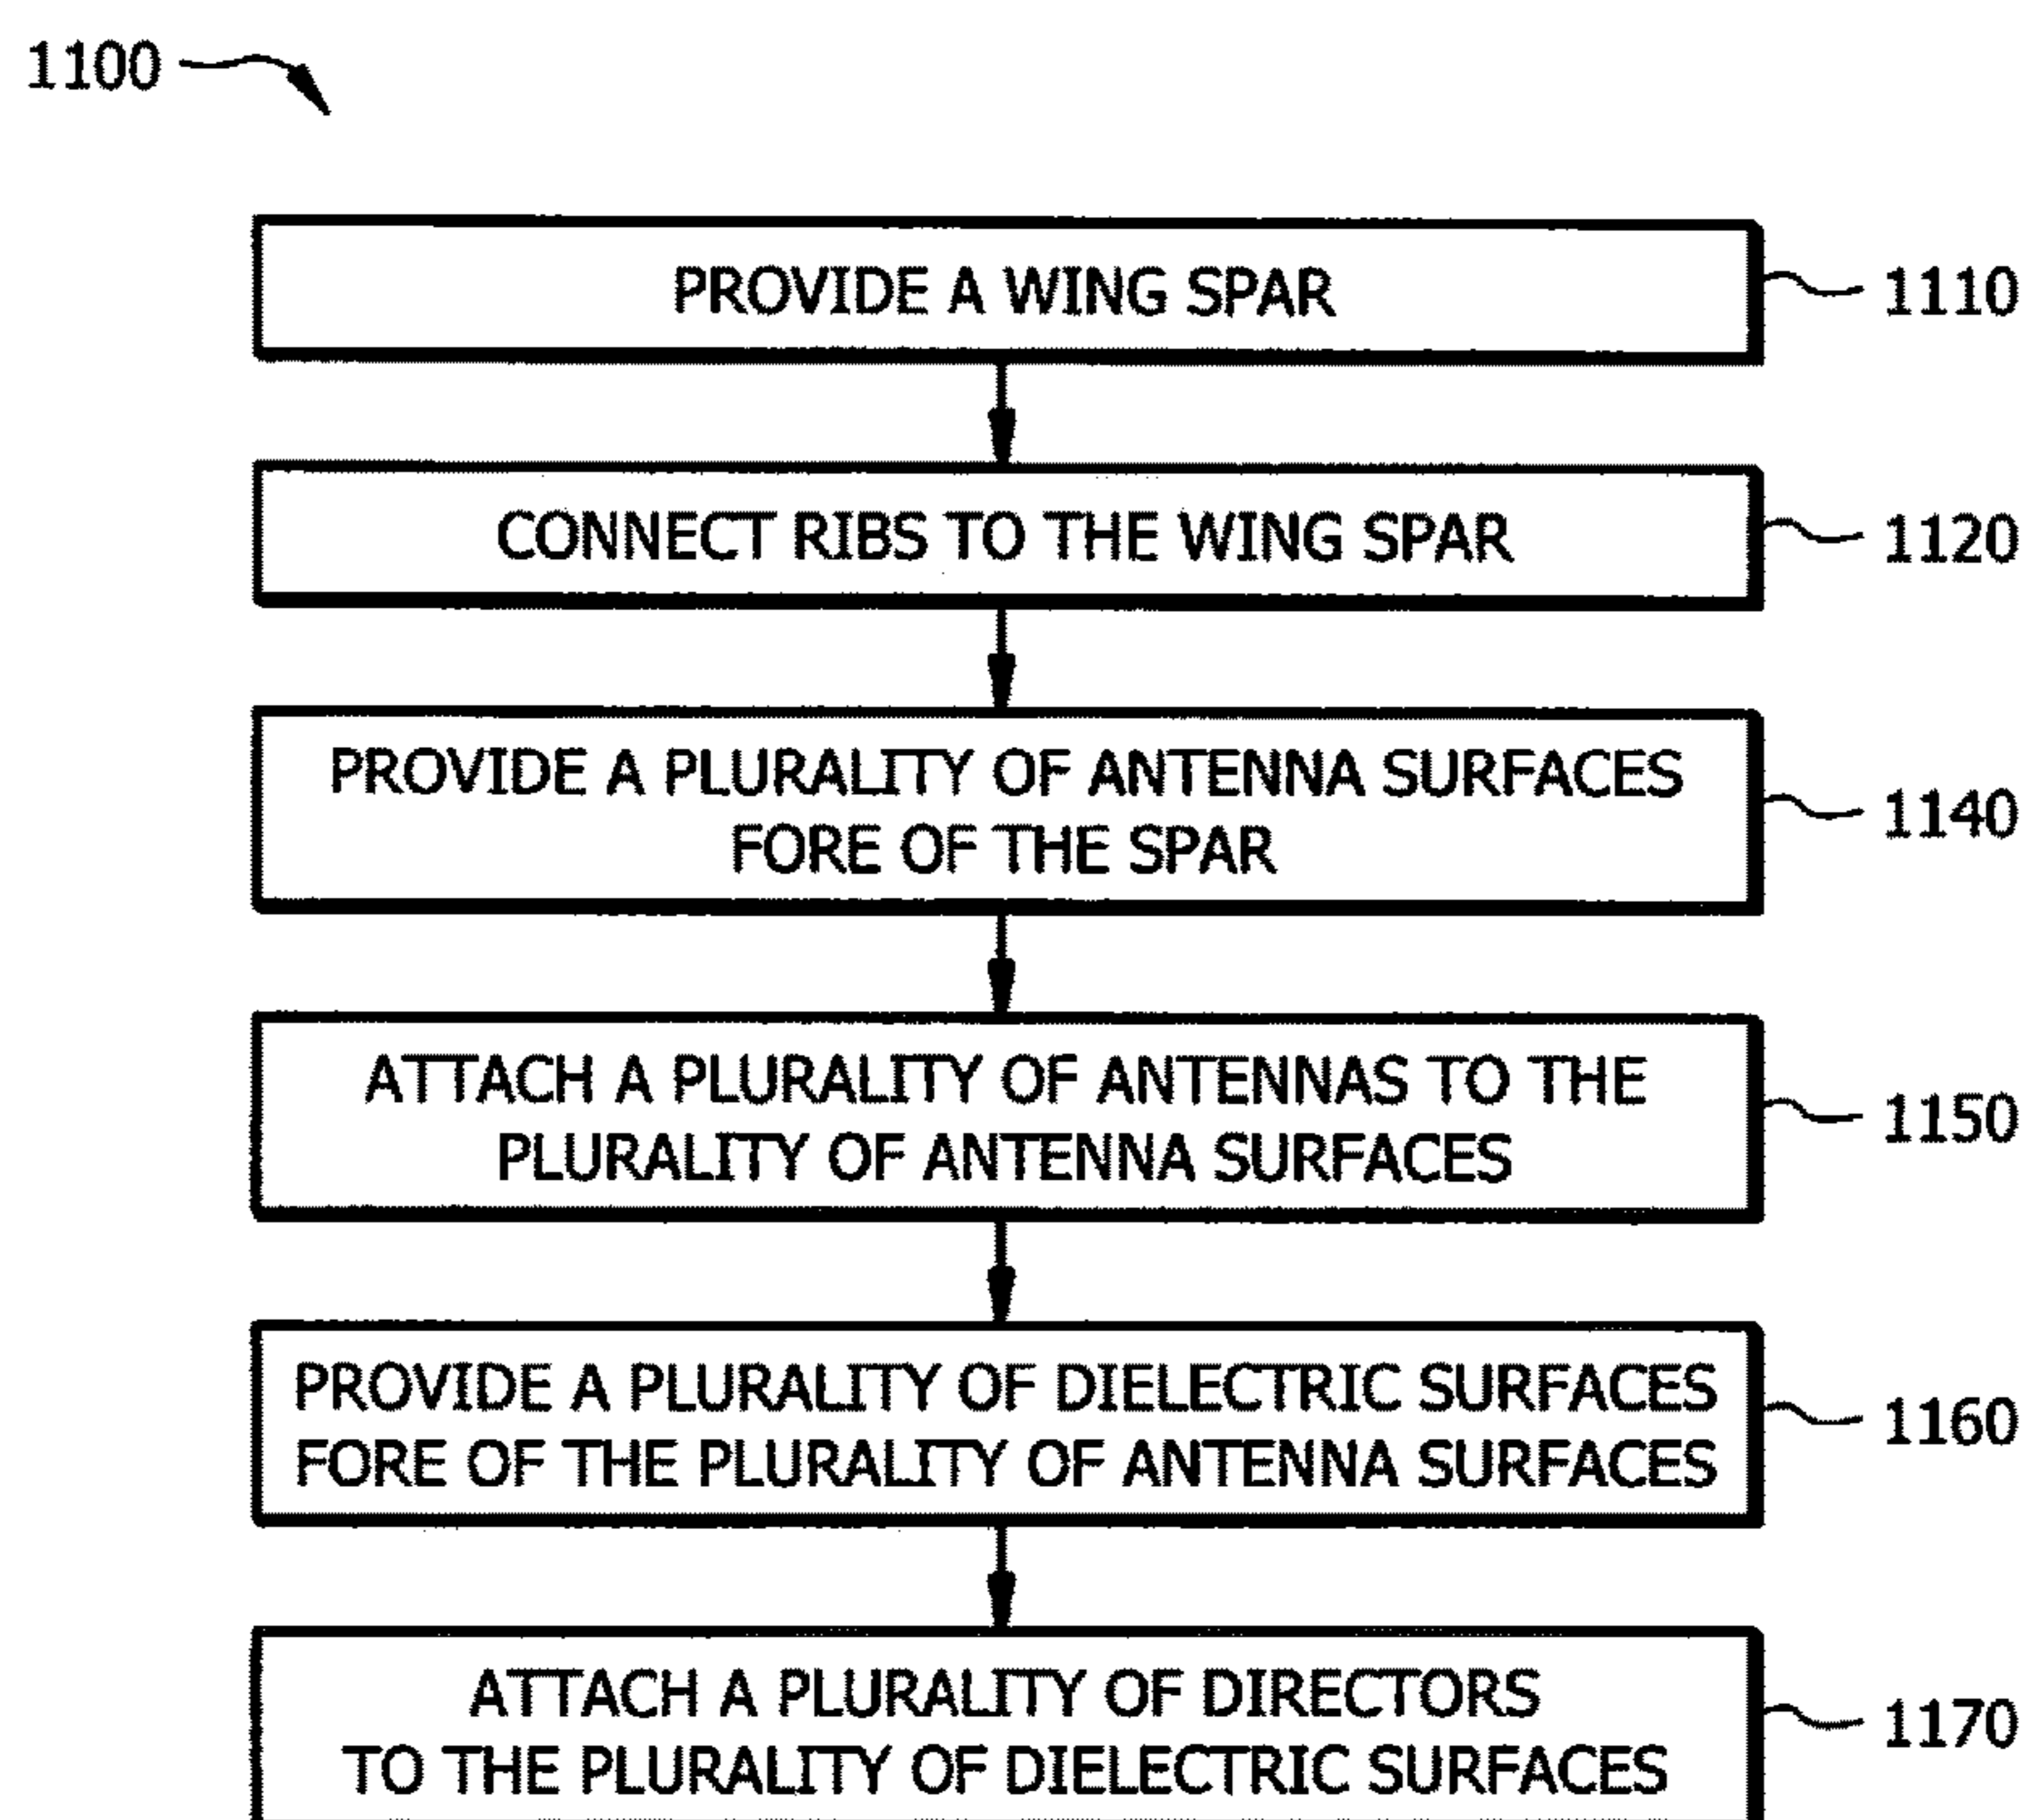 1100
PROVIDE A WING SPAR
1110
CONNECT RIBS TO THE WING SPAR
1120
PROVIDE A PLURALITY OF ANTENNA SURFACES
FORE OF THE SPAR
1140
ATTACH A PLURALITY OF ANTENNAS TO THE
PLURALITY OF ANTENNA SURFACES
1150
PROVIDE A PLURALITY OF DIELECTRIC SURFACES
FORE OF THE PLURALITY OF ANTENNA SURFACES
1160
ATTACH A PLURALITY OF DIRECTORS
TO THE PLURALITY OF DIELECTRIC SURFACES
1170